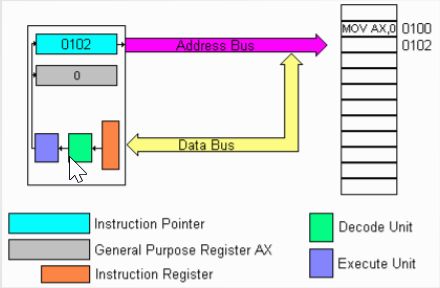 0102
Address Bus
MOV AX,0
0100
0102
0
Data Bus
Instruction Pointer
General Purpose Register AX
Instruction Register
Decode Unit
Execute Unit